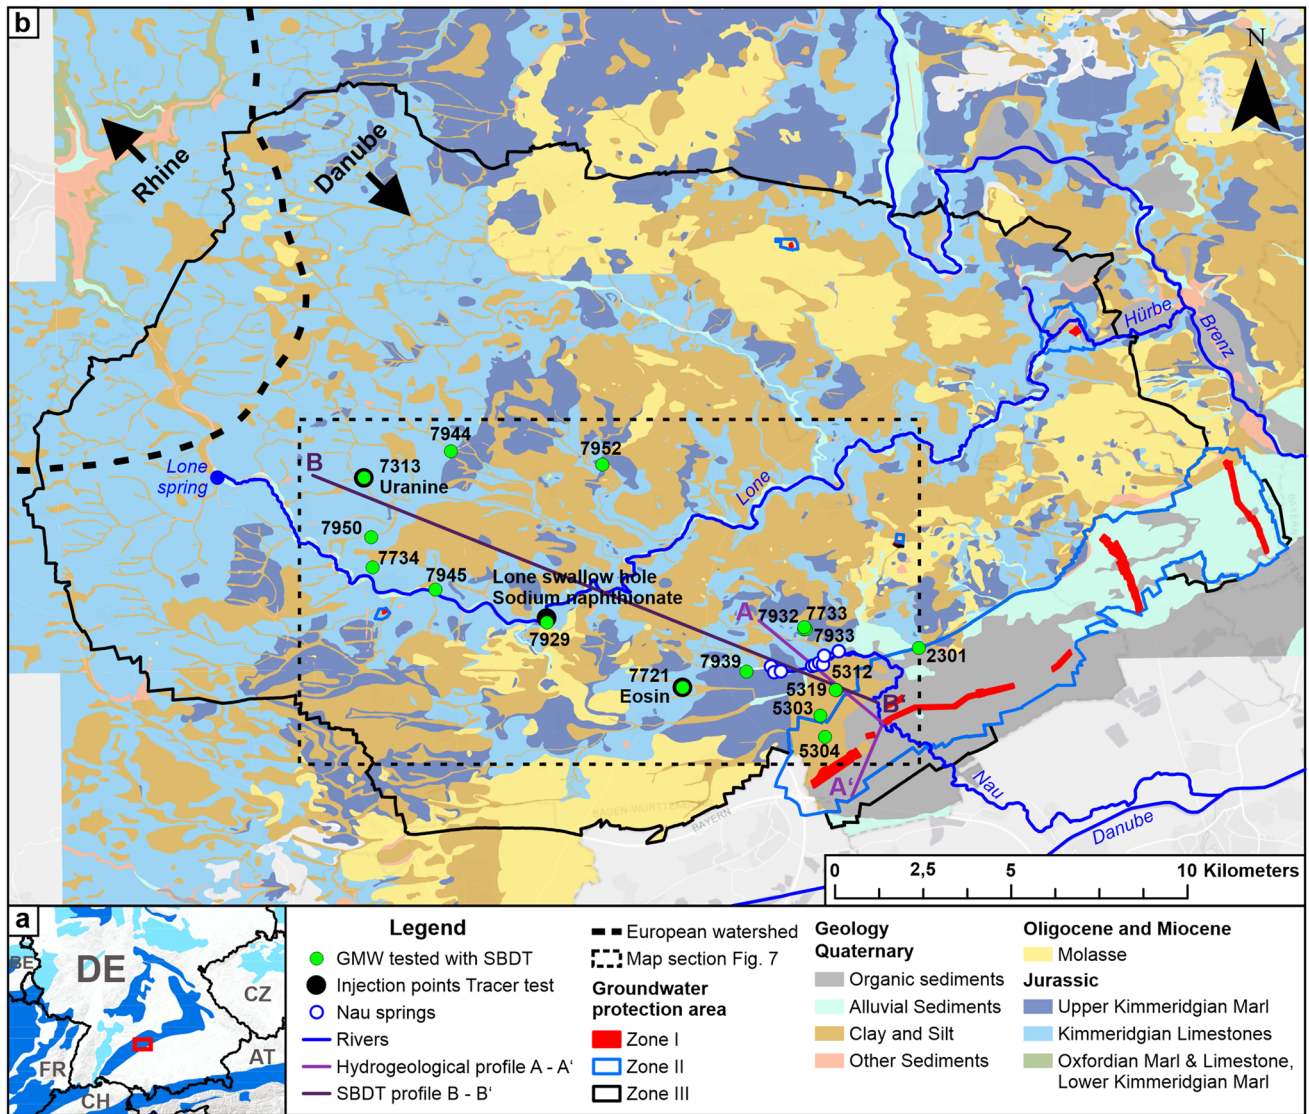 b
N
Rhine
Danube
Hürbe
Brenz
Lone
spring
B
7944
7952
7313
Uranine
Lone
7950
7734
7945
Lone swallow hole
Sodium naphthionate
7929
A
7932
7733
7933
7939
7721
Eosin
5312
2301
5319
5303
B'
5304
A‘
Nau
Danube
BADEN-WÜRTTEMBERG
BAYERN
BAYERN
0
2,5
5
10 Kilometers
a
BE
DE
CZ
FR
AT
CH
Legend
GMW tested with SBDT
Injection points Tracer test
Nau springs
Rivers
Hydrogeological profile A - A‘
SBDT profile B - B‘
European watershed
Map section Fig. 7
Groundwater
protection area
Zone I
Zone II
Zone III
Geology
Quaternary
Organic sediments
Alluvial Sediments
Clay and Silt
Other Sediments
Oligocene and Miocene
Molasse
Jurassic
Upper Kimmeridgian Marl
Kimmeridgian Limestones
Oxfordian Marl & Limestone,
Lower Kimmeridgian Marl